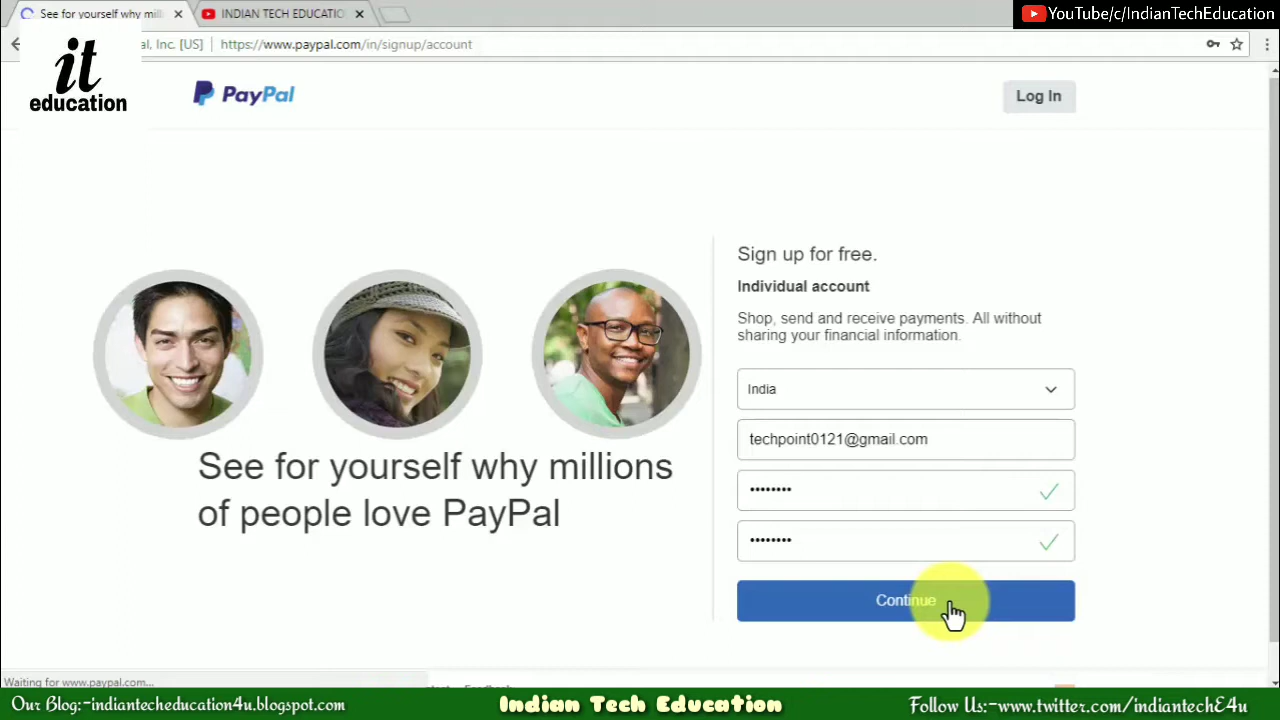 See for yourself why milli
INDIAN TECH EDUCATIO
YouTube/c/IndianTechEducation
al, Inc. [US]
https://www.paypal.com/in/signup/account
it
education
PayPal
Log In
Sign up for free.
Individual account
Shop, send and receive payments. All without
sharing your financial information.
India
techpoint0121@gmail.com
••••••••
••••••••
Continue
See for yourself why millions
of people love PayPal
Waiting for www.paypal.com...
Our Blog:-indiantecheducation4u.blogspot.com
Indian Tech Education
Follow Us:-www.twitter.com/indiantechE4u